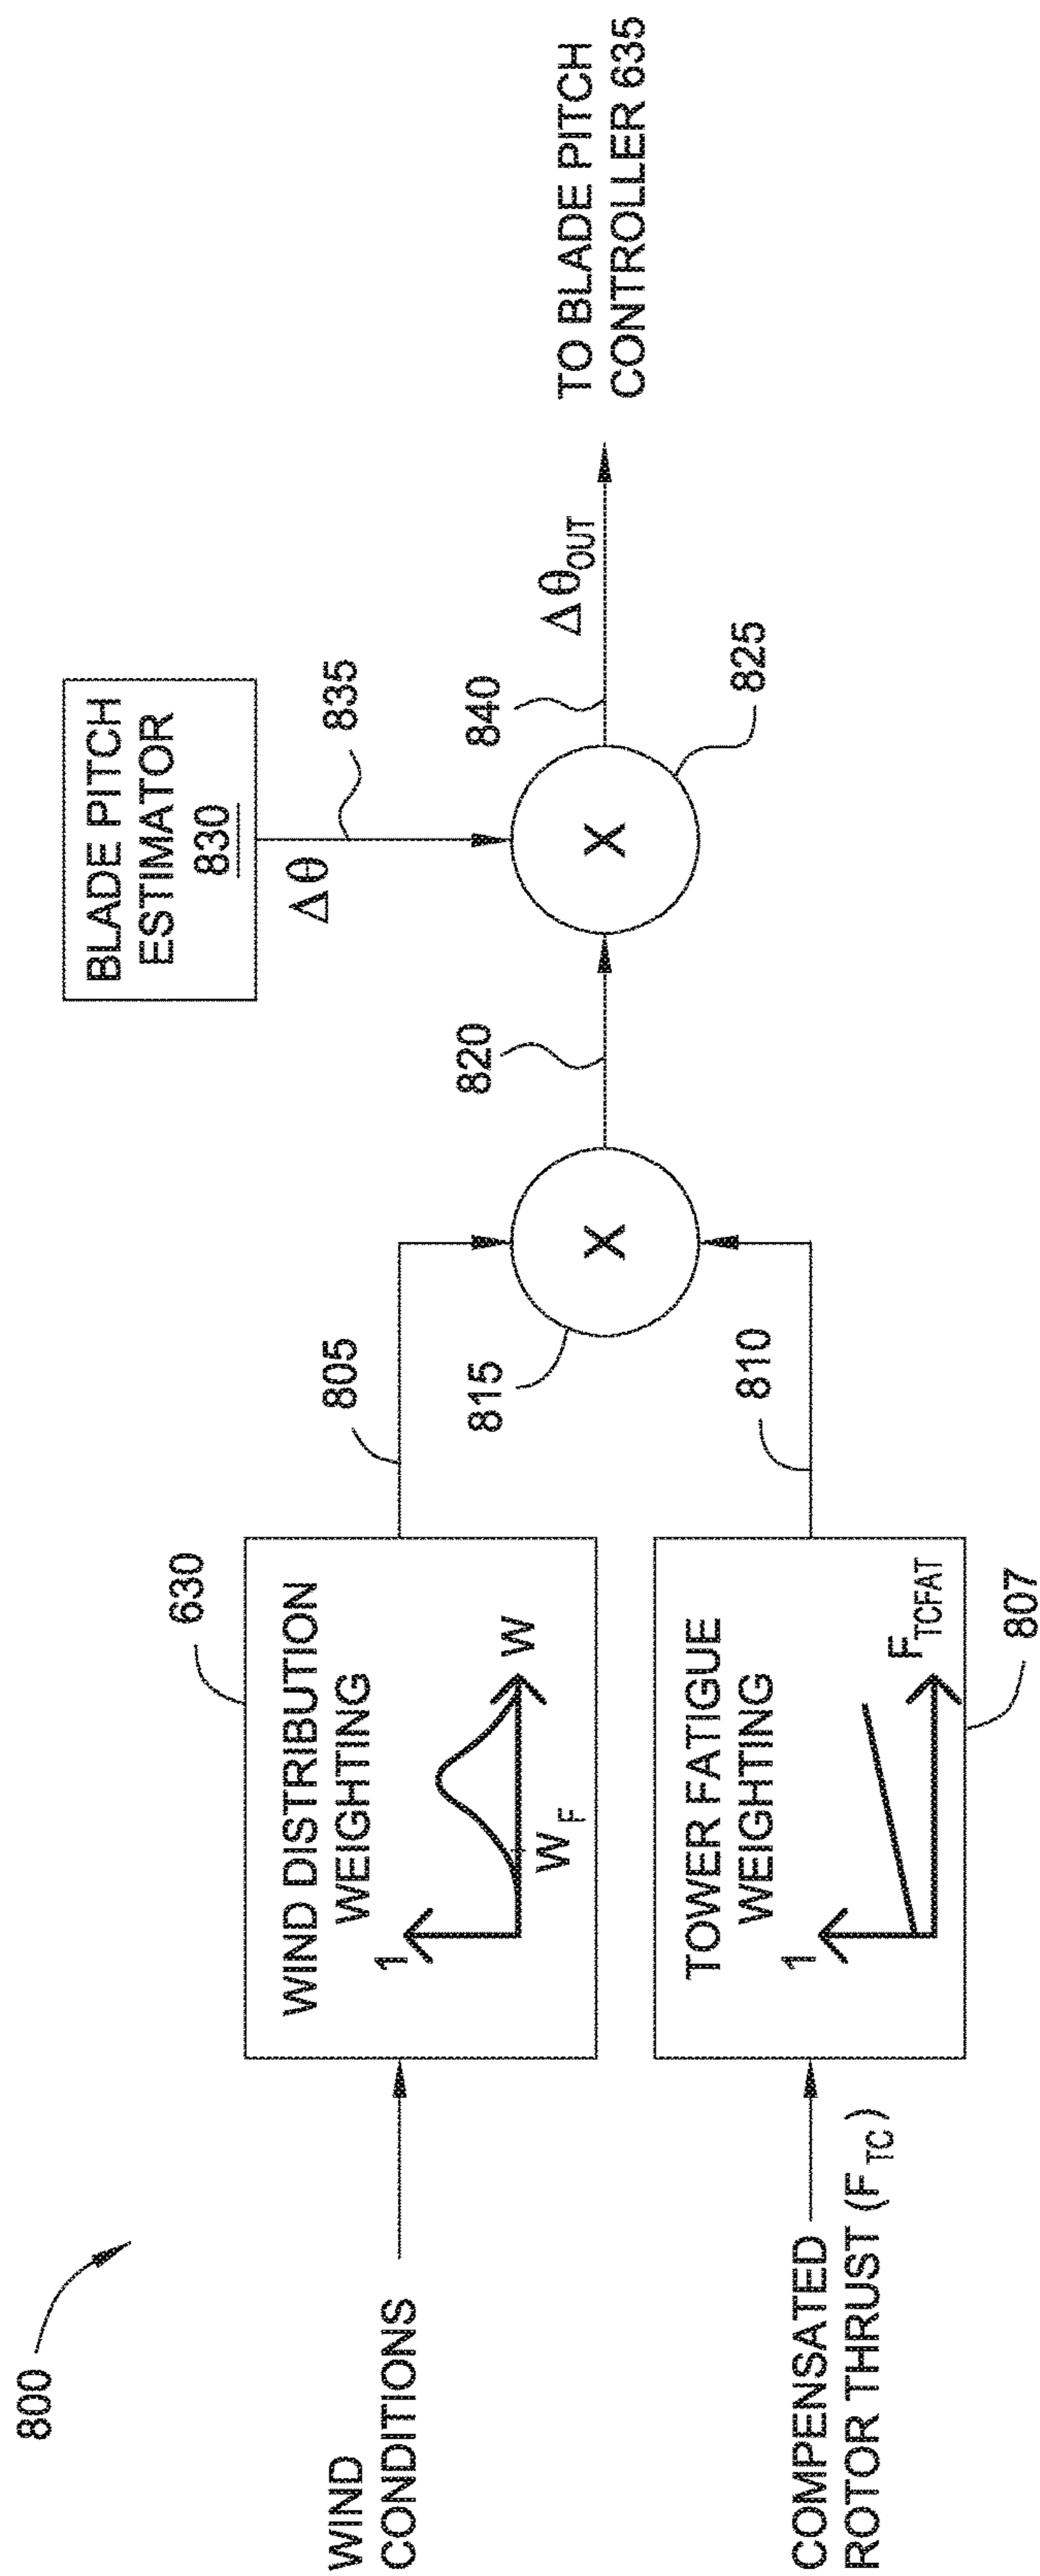 800
BLADE PITCH
ESTIMATOR
830
Δθ
835
WIND
CONDITIONS
630
WIND DISTRIBUTION
WEIGHTING
1
W
W_F
805
820
840
Δθ_OUT
TO BLADE PITCH
CONTROLLER 635
815
X
X
825
COMPENSATED
ROTOR THRUST (F_TC)
TOWER FATIGUE
WEIGHTING
1
F_TCFAT
807
810